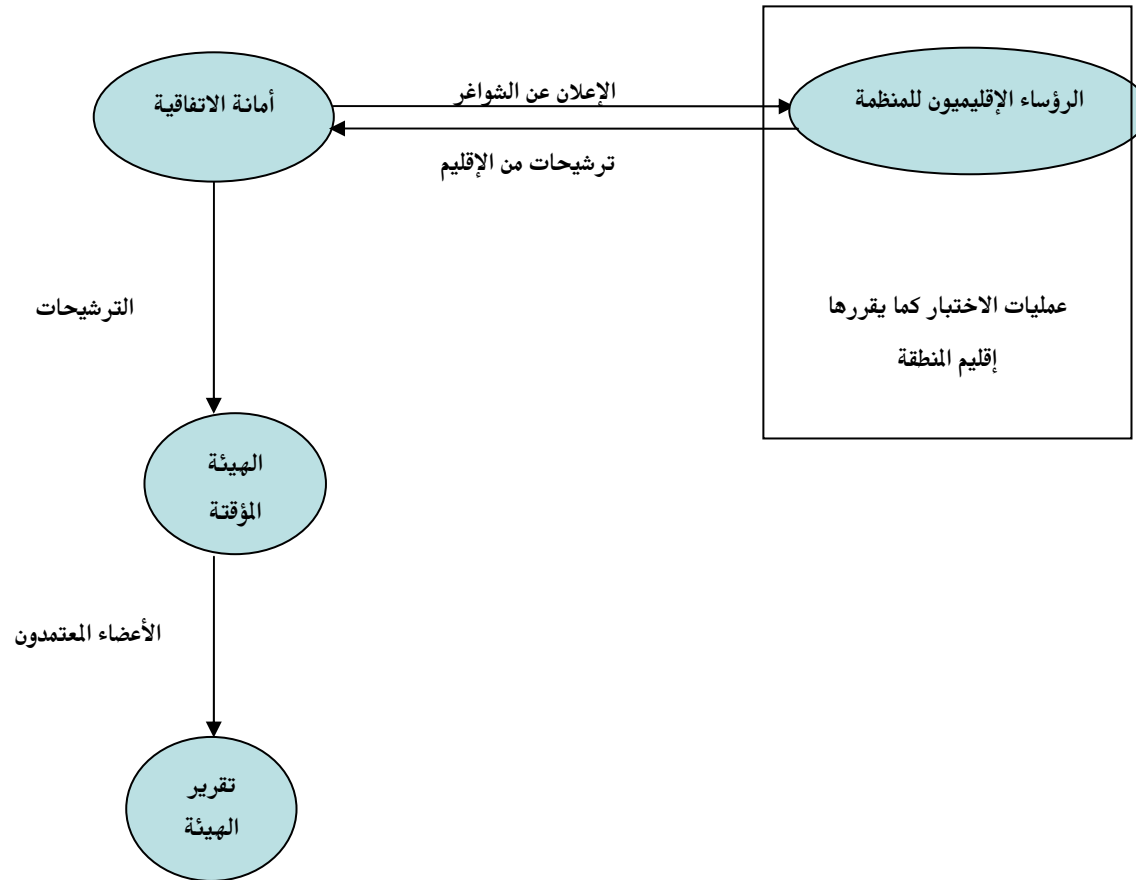 الرؤساء الإقليميون للمنظمة
الإعلان عن الشواغر
أمانة الاتفاقية
ترشيحات من الإقليم
عمليات الاختبار كما يقررها
إقليم المنطقة
الترشيحات
الهيئة
المؤقتة
الأعضاء المعتمدون
تقرير
الهيئة